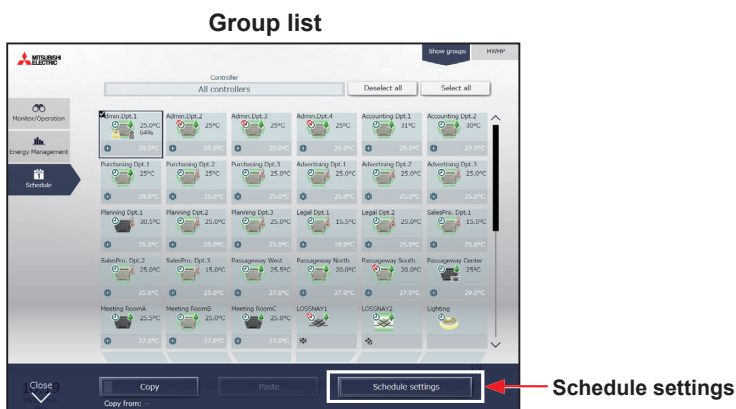 Group list
Show groups MWHP
MITSUBISHI
ELECTRIC
Controller
All controllers Deselect all Select all
Monitor/Operation
Energy Management
Schedule
Admin.Dpt.1 Admin.Dpt.2 Admin.Dpt.3 Admin.Dpt.4 Accounting Dpt.1 Accounting Dpt.2
25.0°C 25°C 25°C 25°C 31°C 30°C
64%
29.0°C 29.0°C 29.0°C 29.0°C 29.0°C 29.0°C
Purchasing Dpt.1 Purchasing Dpt.2 Purchasing Dpt.3 Advertising Dpt.1 Advertising Dpt.2 Advertising Dpt.3
25°C 25°C 25.0°C 25.0°C 25.0°C 25.0°C
29.0°C 29.0°C 25.0°C 25.0°C 25.0°C 25.0°C
Planning Dpt.1 Planning Dpt.2 Planning Dpt.3 Legal Dpt.1 Legal Dpt.2 SalesPro. Dpt.1
30.5°C 25.0°C 25.0°C 15.5°C 25.0°C 15.5°C
25.0°C 25.0°C 25.0°C 19.0°C 25.0°C 25.0°C
SalesPro. Dpt.2 SalesPro. Dpt.3 Passageway West Passageway North Passageway South Passageway Center
25.0°C 15.0°C 25.5°C 20.0°C 20.0°C 25°C
25.0°C 25.0°C 27.0°C 27.0°C 27.0°C 29.0°C
Meeting RoomA Meeting RoomB Meeting RoomC LOSSNAY1 LOSSNAY2 Lighting
25.5°C 25.0°C 25.0°C
27.0°C 27.0°C 27.0°C
Close Copy Paste Schedule settings
Copy from: --
Schedule settings